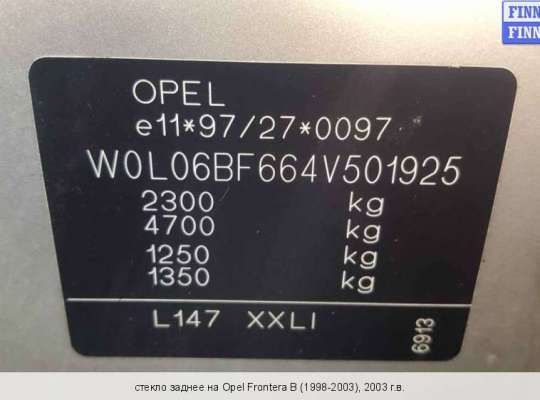 FINN
FINN
OPEL
e11*97/27*0097
W0L06BF664V501925
2300 kg
4700 kg
1250 kg
1350 kg
L147 XXLI
6913
стекло заднее на Opel Frontera B (1998-2003), 2003 г.в.